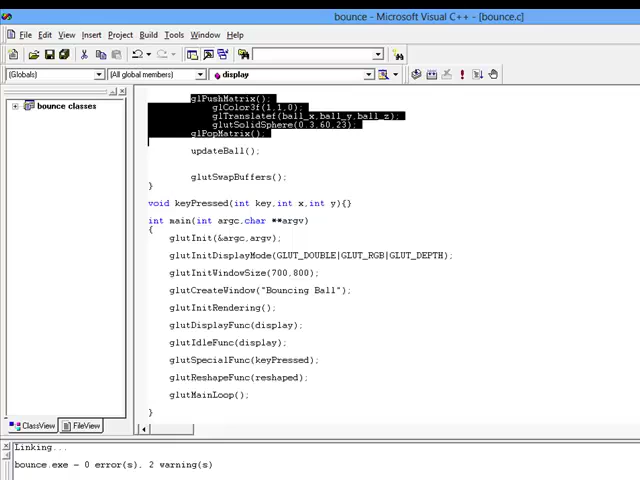 bounce - Microsoft Visual C++ - [bounce.c]
File Edit View Insert Project Build Tools Window Help
(Globals) (All global members) display
bounce classes
glPushMatrix();
glColor3f(1,1,0);
glTranslatef(ball_x,ball_y,ball_z);
glutSolidSphere(0.3,60,23);
glPopMatrix();
updateBall();
glutSwapBuffers();
}
void keyPressed(int key,int x,int y){}
int main(int argc,char **argv)
{
glutInit(&argc,argv);
glutInitDisplayMode(GLUT_DOUBLE|GLUT_RGB|GLUT_DEPTH);
glutInitWindowSize(700,800);
glutCreateWindow("Bouncing Ball");
glutInitRendering();
glutDisplayFunc(display);
glutIdleFunc(display);
glutSpecialFunc(keyPressed);
glutReshapeFunc(reshaped);
glutMainLoop();
}
ClassView FileView
Linking...
bounce.exe - 0 error(s), 2 warning(s)